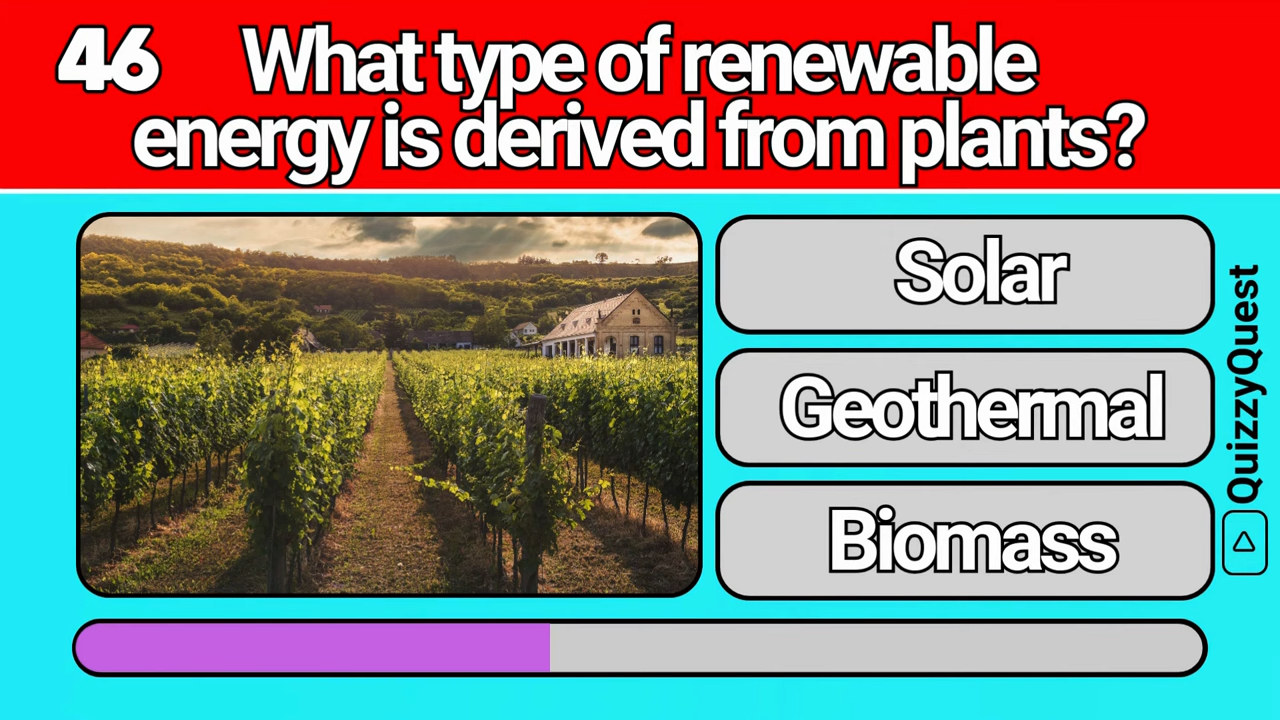 46 What type of renewable
energy is derived from plants?
Solar
Geothermal
Biomass
QuizzyQuest